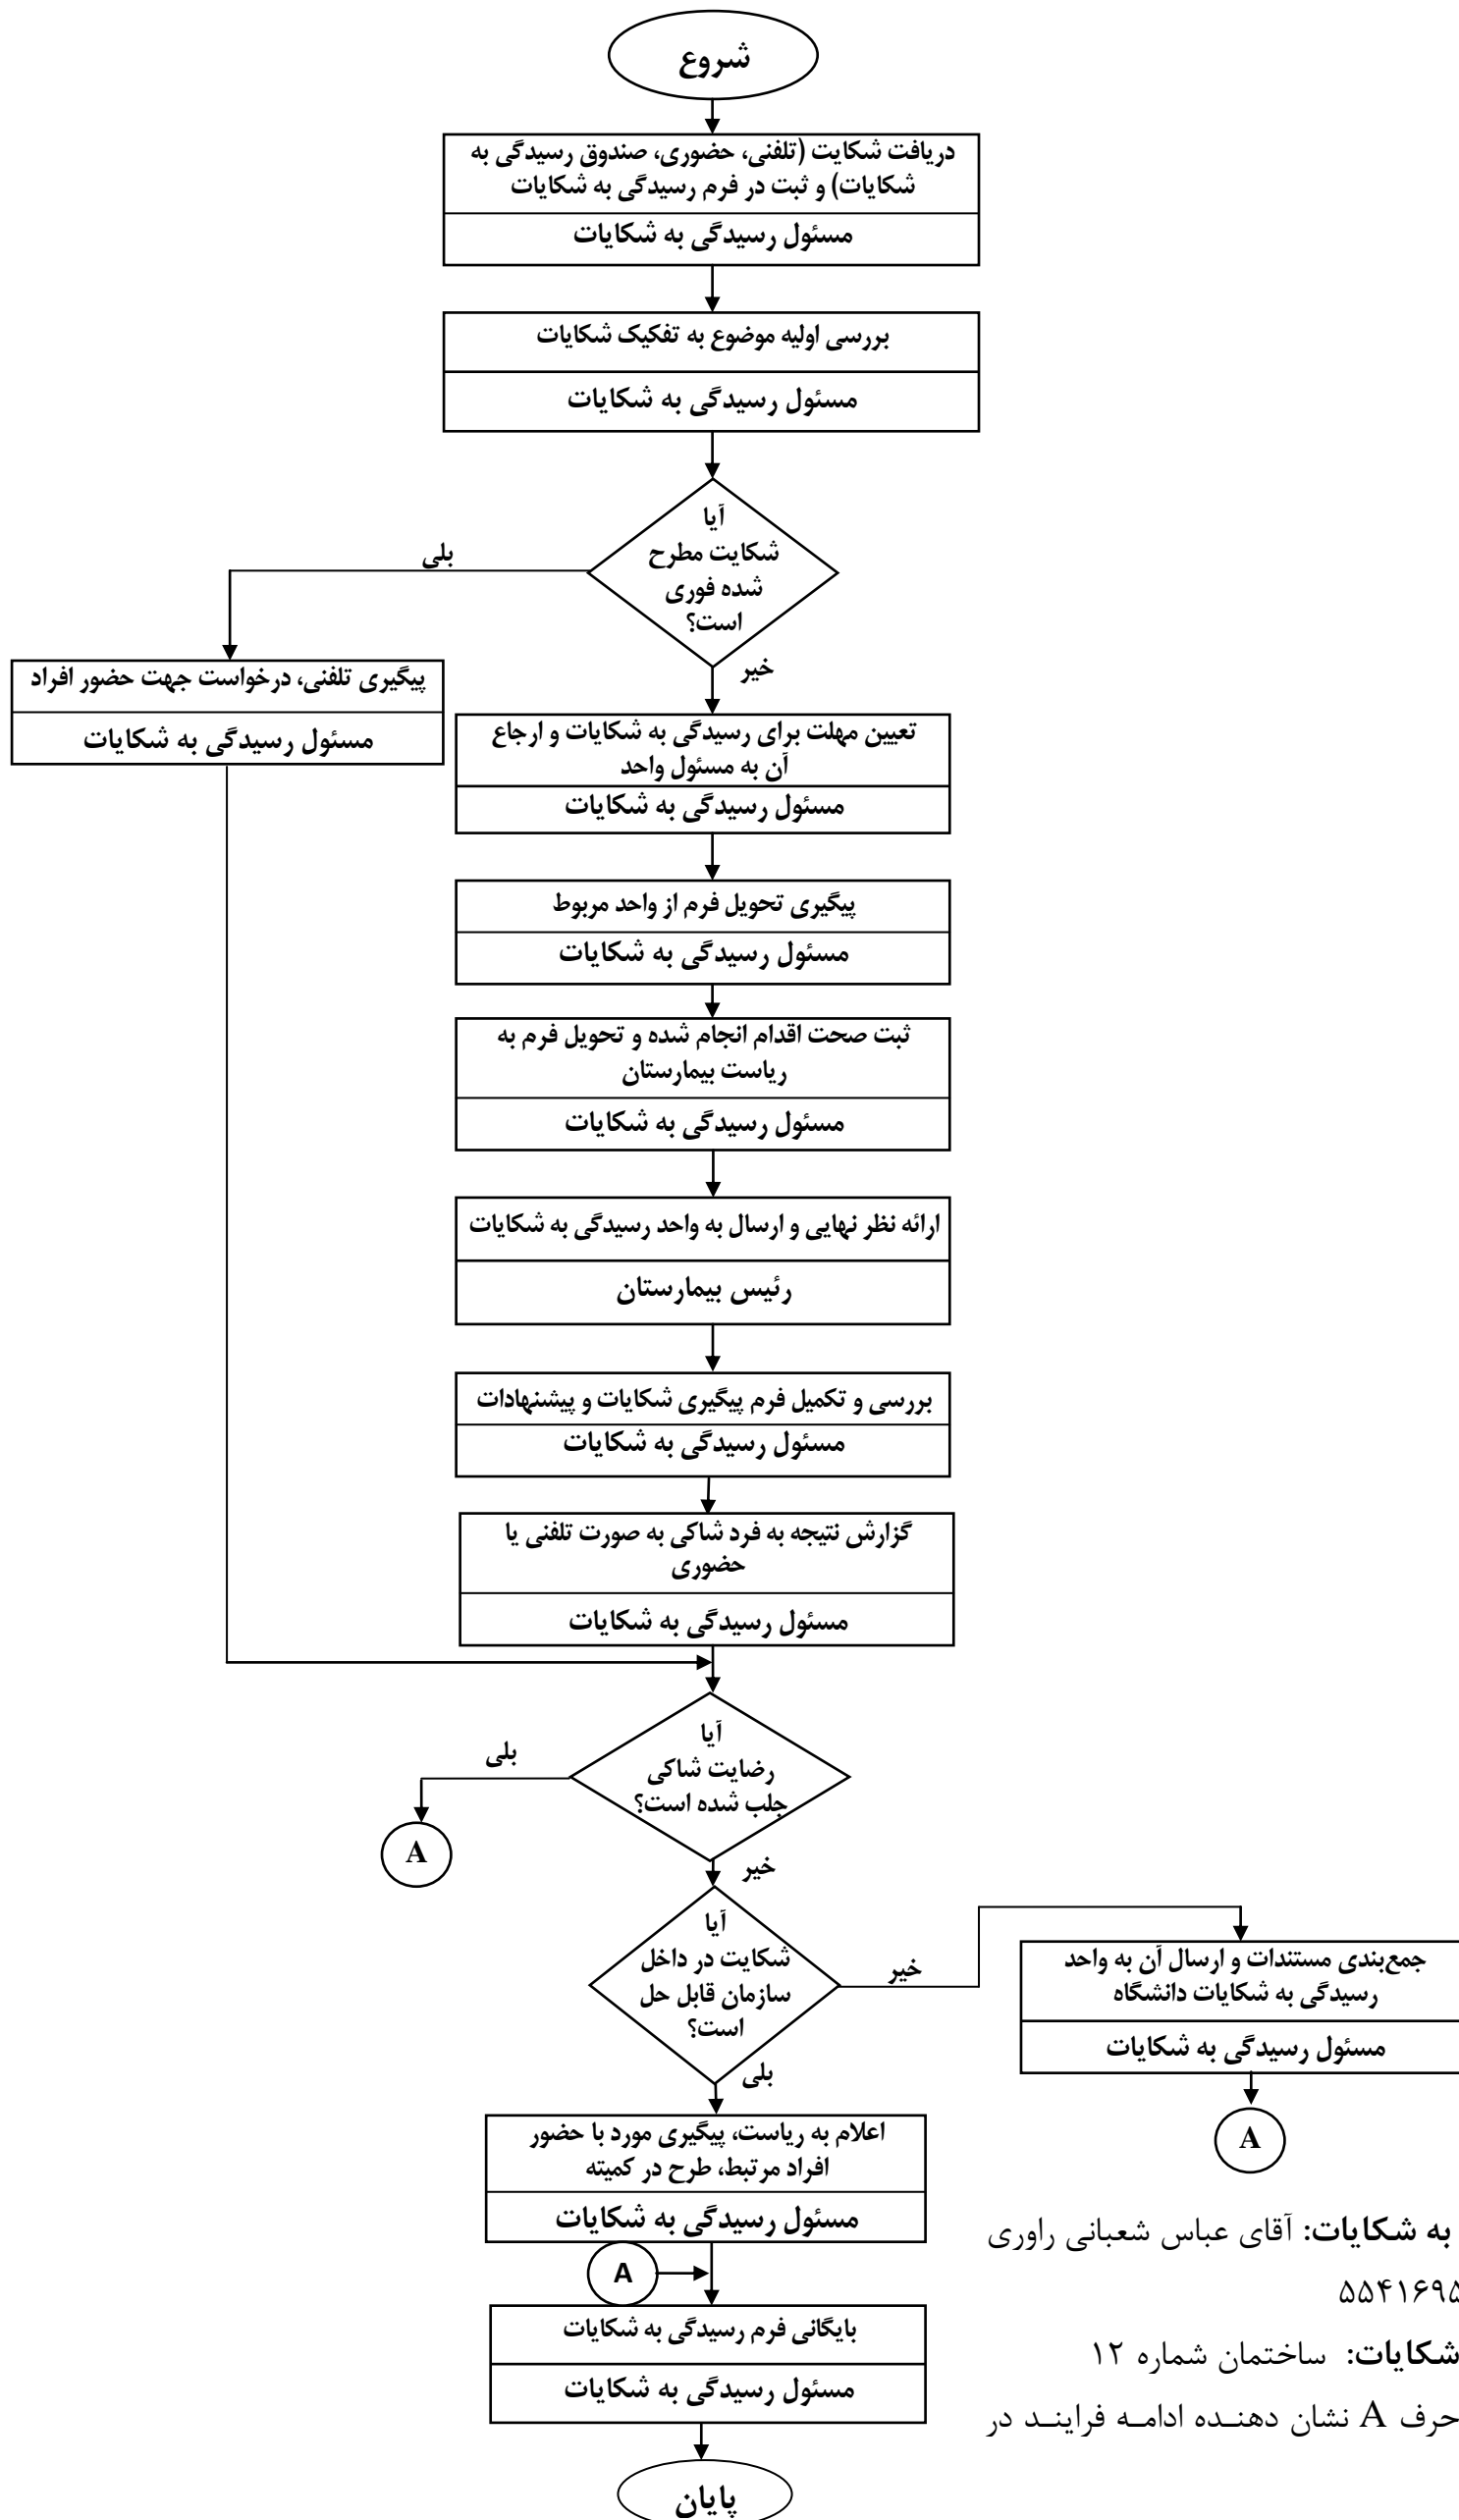 شروع
دریافت شکایت (تلفنی، حضوری، صندوق رسیدگی به
شکایات) و ثبت در فرم رسیدگی به شکایات
مسئول رسیدگی به شکایات
بررسی اولیه موضوع به تفکیک شکایات
مسئول رسیدگی به شکایات
آیا
شکایت مطرح
شده فوری
است؟
بلی
خیر
پیگیری تلفنی، درخواست جهت حضور افراد
مسئول رسیدگی به شکایات
تعیین مهلت برای رسیدگی به شکایات و ارجاع
آن به مسئول واحد
مسئول رسیدگی به شکایات
پیگیری تحویل فرم از واحد مربوط
مسئول رسیدگی به شکایات
ثبت صحت اقدام انجام شده و تحویل فرم به
ریاست بیمارستان
مسئول رسیدگی به شکایات
ارائه نظر نهایی و ارسال به واحد رسیدگی به شکایات
رئیس بیمارستان
بررسی و تکمیل فرم پیگیری شکایات و پیشنهادات
مسئول رسیدگی به شکایات
گزارش نتیجه به فرد شاکی به صورت تلفنی یا
حضوری
مسئول رسیدگی به شکایات
آیا
رضایت شاکی
جلب شده است؟
بلی
A
خیر
آیا
شکایت در داخل
سازمان قابل حل
است؟
خیر
جمع‌بندی مستندات و ارسال آن به واحد
رسیدگی به شکایات دانشگاه
مسئول رسیدگی به شکایات
A
بلی
اعلام به ریاست، پیگیری مورد با حضور
افراد مرتبط، طرح در کمیته
مسئول رسیدگی به شکایات
A
بایگانی فرم رسیدگی به شکایات
مسئول رسیدگی به شکایات
پایان
به شکایات: آقای عباس شعبانی راوری
۵۵۴۱۶۹۵
شکایات: ساختمان شماره ۱۲
حرف A نشان دهنده ادامه فرایند در